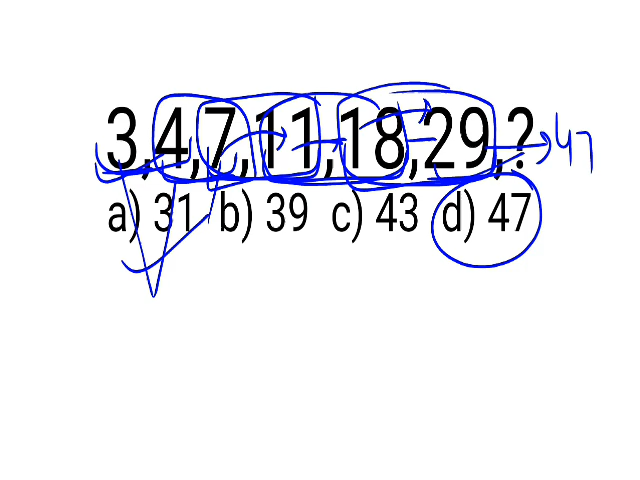 3,4,7,11,18,29,? 47
a) 31 b) 39 c) 43 d) 47